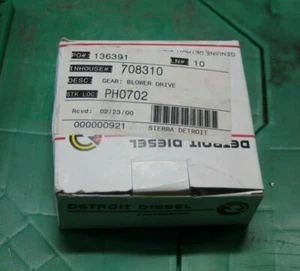 PO#: 136391 LN#: 10
INHOUSE#: 708310
DESC: GEAR: BLOWER DRIVE
STK LOC: PH0702
Rcvd: 02/23/00
000000921 SIERRA DETROIT
DETROIT DIESEL
DETROIT DIESEL